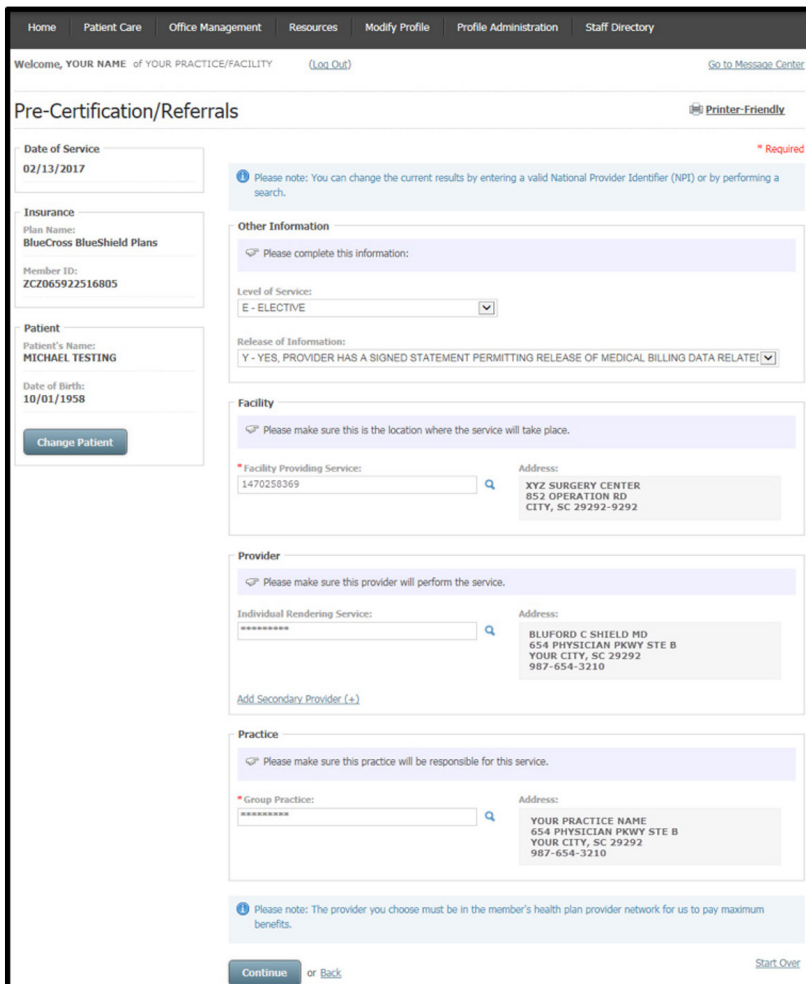 Home Patient Care Office Management Resources Modify Profile Profile Administration Staff Directory
Welcome, YOUR NAME of YOUR PRACTICE/FACILITY (Log Out) Go to Message Center
Pre-Certification/Referrals Printer-Friendly
Date of Service
02/13/2017
Insurance
Plan Name:
BlueCross BlueShield Plans
Member ID:
ZCZ065922516805
Patient
Patient's Name:
MICHAEL TESTING
Date of Birth:
10/01/1958
Change Patient
* Required
Please note: You can change the current results by entering a valid National Provider Identifier (NPI) or by performing a
search.
Other Information
Please complete this information:
Level of Service:
E - ELECTIVE
Release of Information:
Y - YES, PROVIDER HAS A SIGNED STATEMENT PERMITTING RELEASE OF MEDICAL BILLING DATA RELATED
Facility
Please make sure this is the location where the service will take place.
* Facility Providing Service: Address:
1470258369
XYZ SURGERY CENTER
852 OPERATION RD
CITY, SC 29292-9292
Provider
Please make sure this provider will perform the service.
Individual Rendering Service: Address:
*********
BLUFORD C SHIELD MD
654 PHYSICIAN PKWY STE B
YOUR CITY, SC 29292
987-654-3210
Add Secondary Provider (+)
Practice
Please make sure this practice will be responsible for this service.
* Group Practice: Address:
*********
YOUR PRACTICE NAME
654 PHYSICIAN PKWY STE B
YOUR CITY, SC 29292
987-654-3210
Please note: The provider you choose must be in the member's health plan provider network for us to pay maximum
benefits.
Continue or Back Start Over